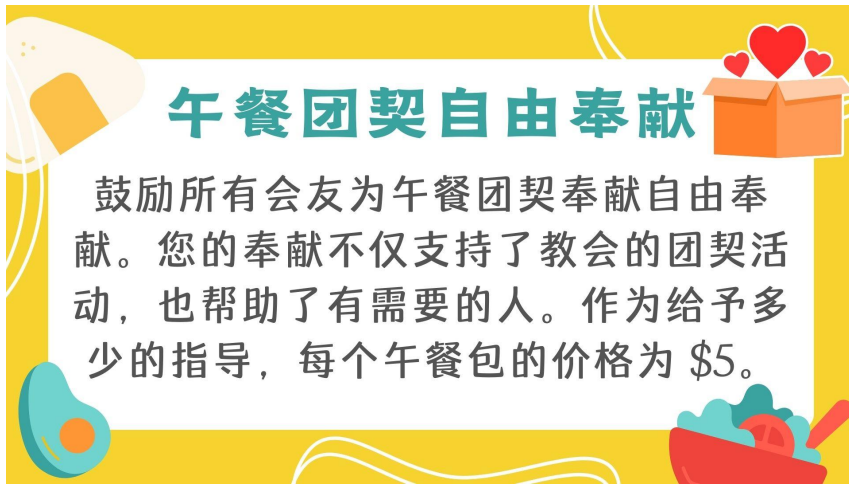 午餐团契自由奉献
鼓励所有会友为午餐团契奉献自由奉
献。您的奉献不仅支持了教会的团契活
动，也帮助了有需要的人。作为给予多
少的指导，每个午餐包的价格为 $5。